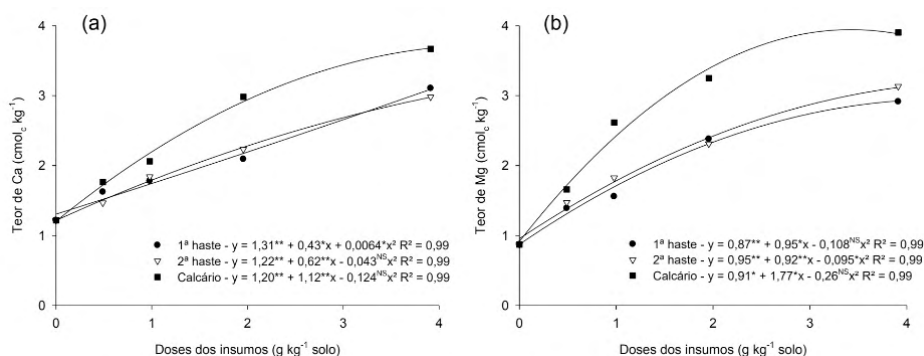 (a)
4
3
2
1
0
Teor de Ca (cmolc kg-1)
1ª haste - y = 1,31** + 0,43*x + 0,0064*x² R² = 0,99
2ª haste - y = 1,22** + 0,62**x - 0,043NSx² R² = 0,99
Calcário - y = 1,20** + 1,12**x - 0,124NSx² R² = 0,99
0 1 2 3 4
Doses dos insumos (g kg-1 solo)
(b)
4
3
2
1
0
Teor de Mg (cmolc kg-1)
1ª haste - y = 0,87** + 0,95*x - 0,108NSx² R² = 0,99
2ª haste - y = 0,95** + 0,92**x - 0,095*x² R² = 0,99
Calcário - y = 0,91* + 1,77*x - 0,26NSx² R² = 0,99
0 1 2 3 4
Doses dos insumos (g kg-1 solo)